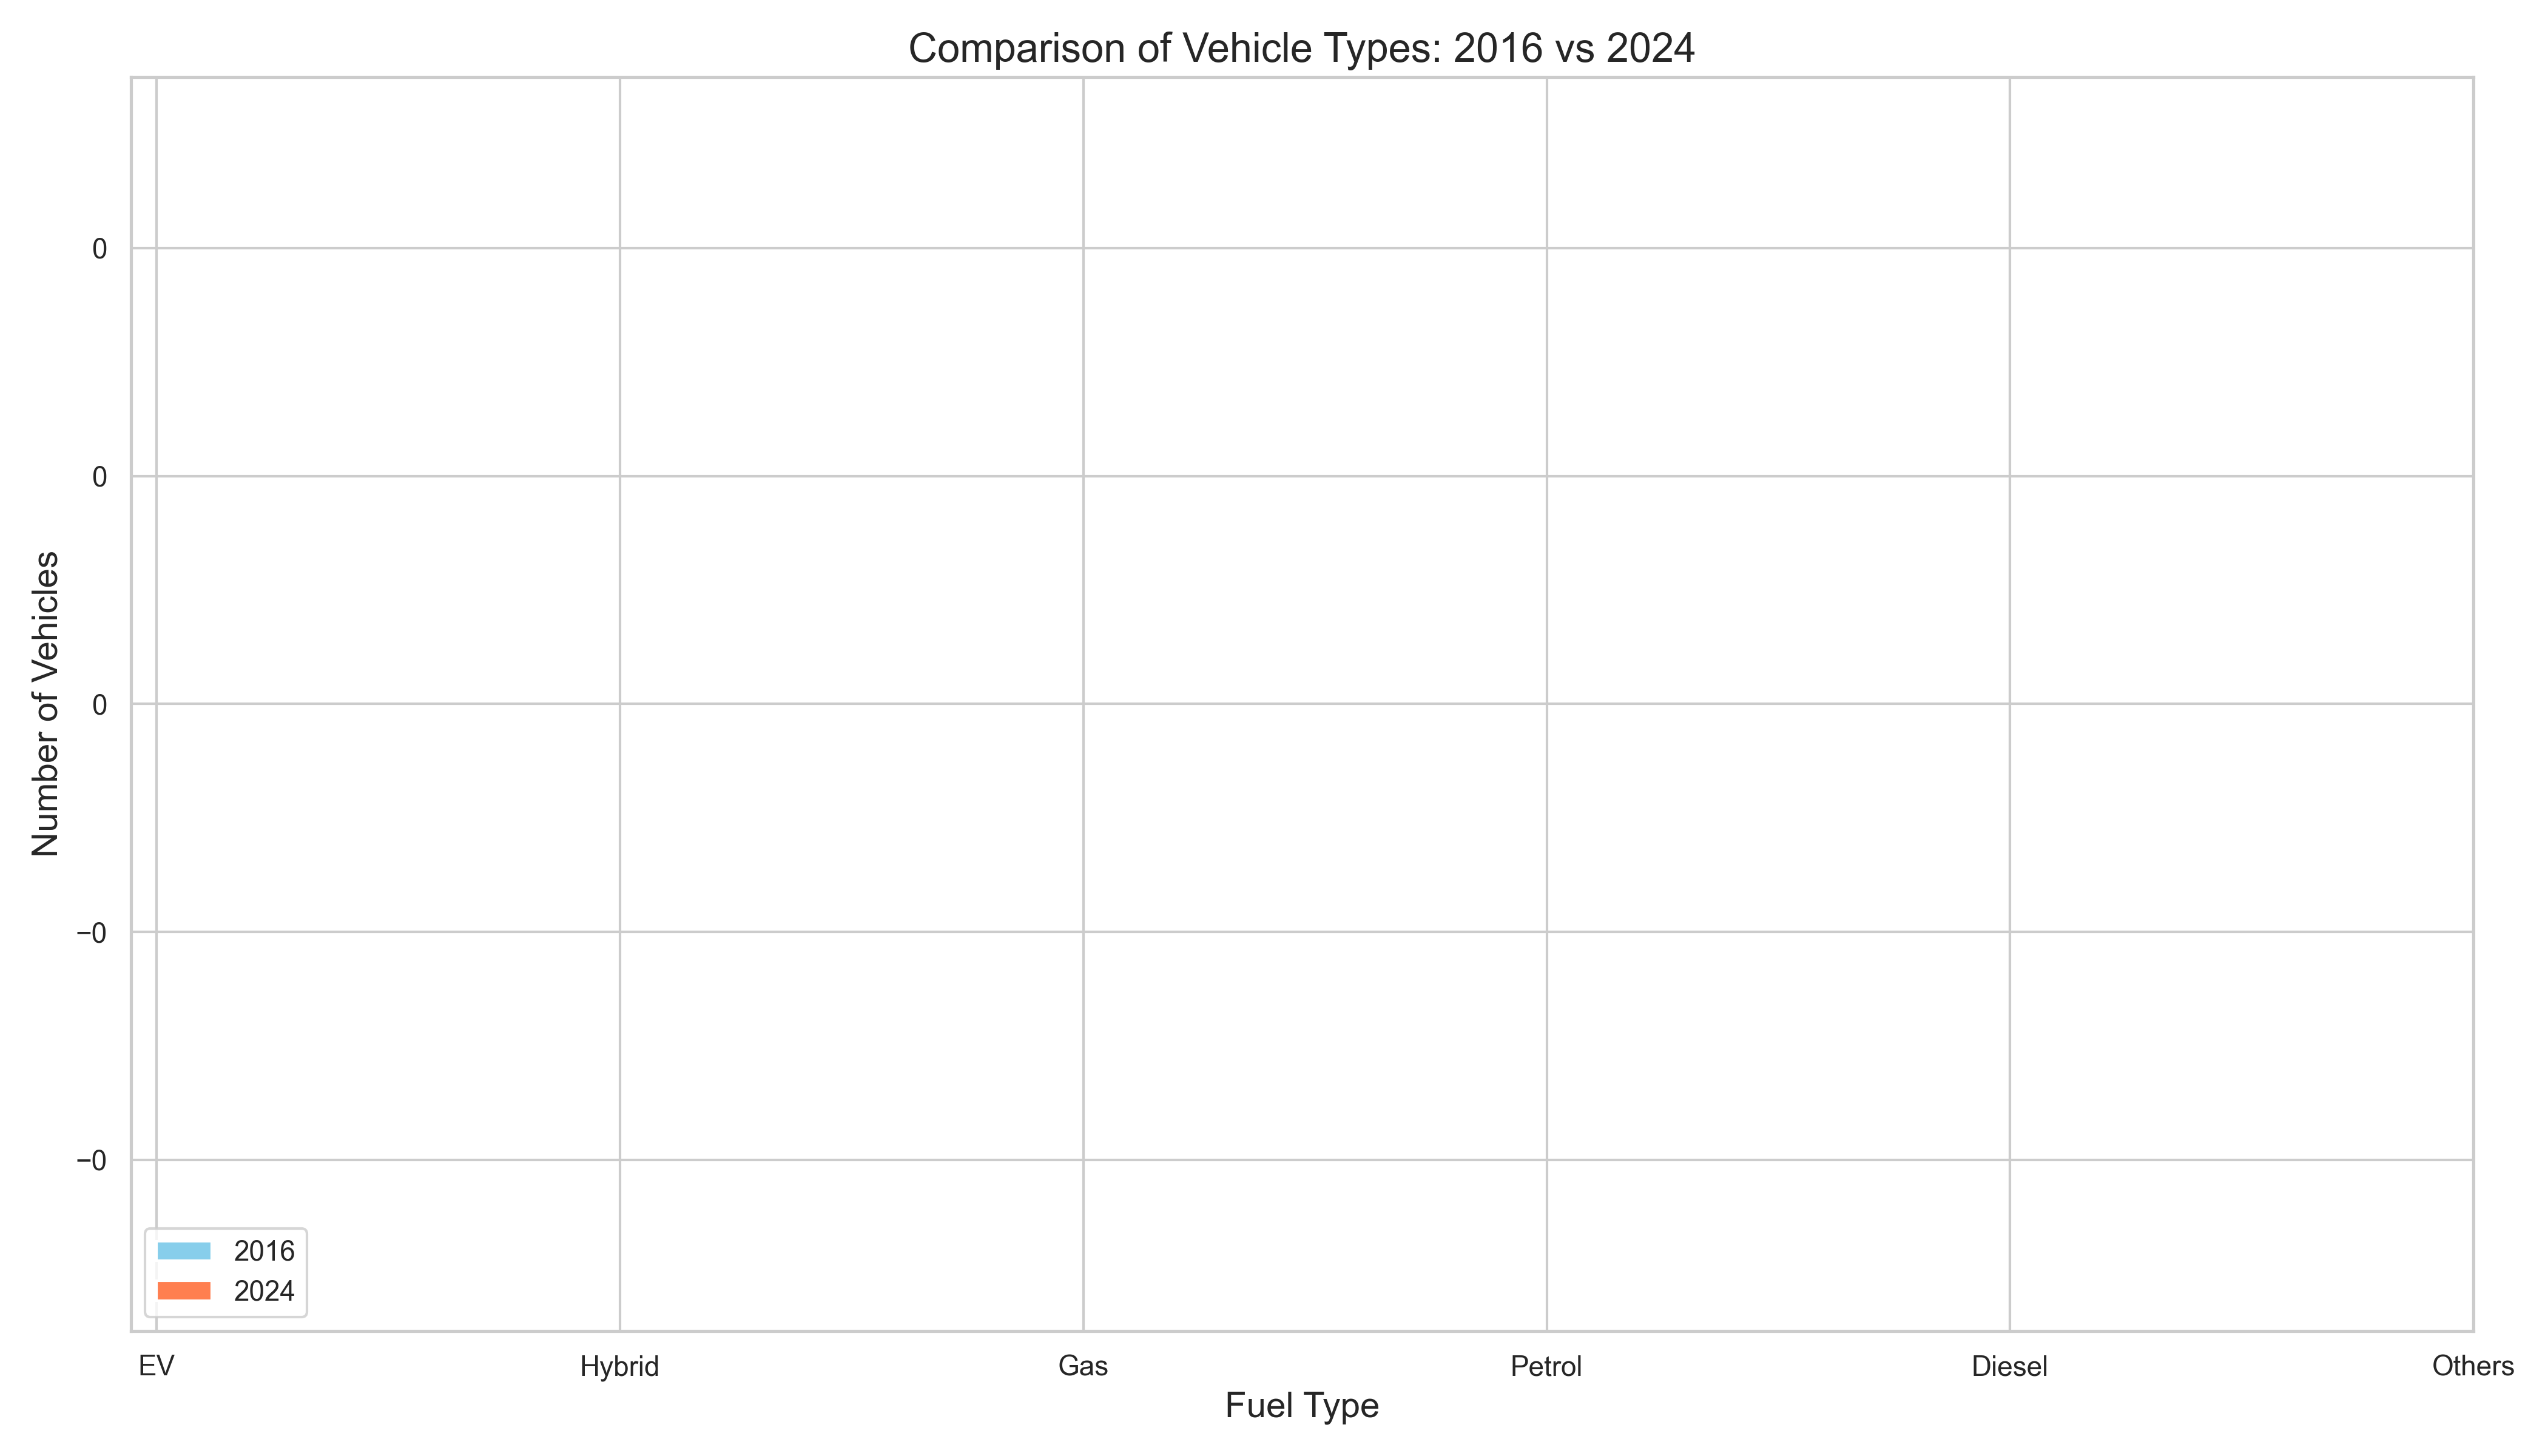 Comparison of Vehicle Types: 2016 vs 2024
Number of Vehicles
0
0
0
−0
−0
2016
2024
EV
Hybrid
Gas
Petrol
Diesel
Others
Fuel Type